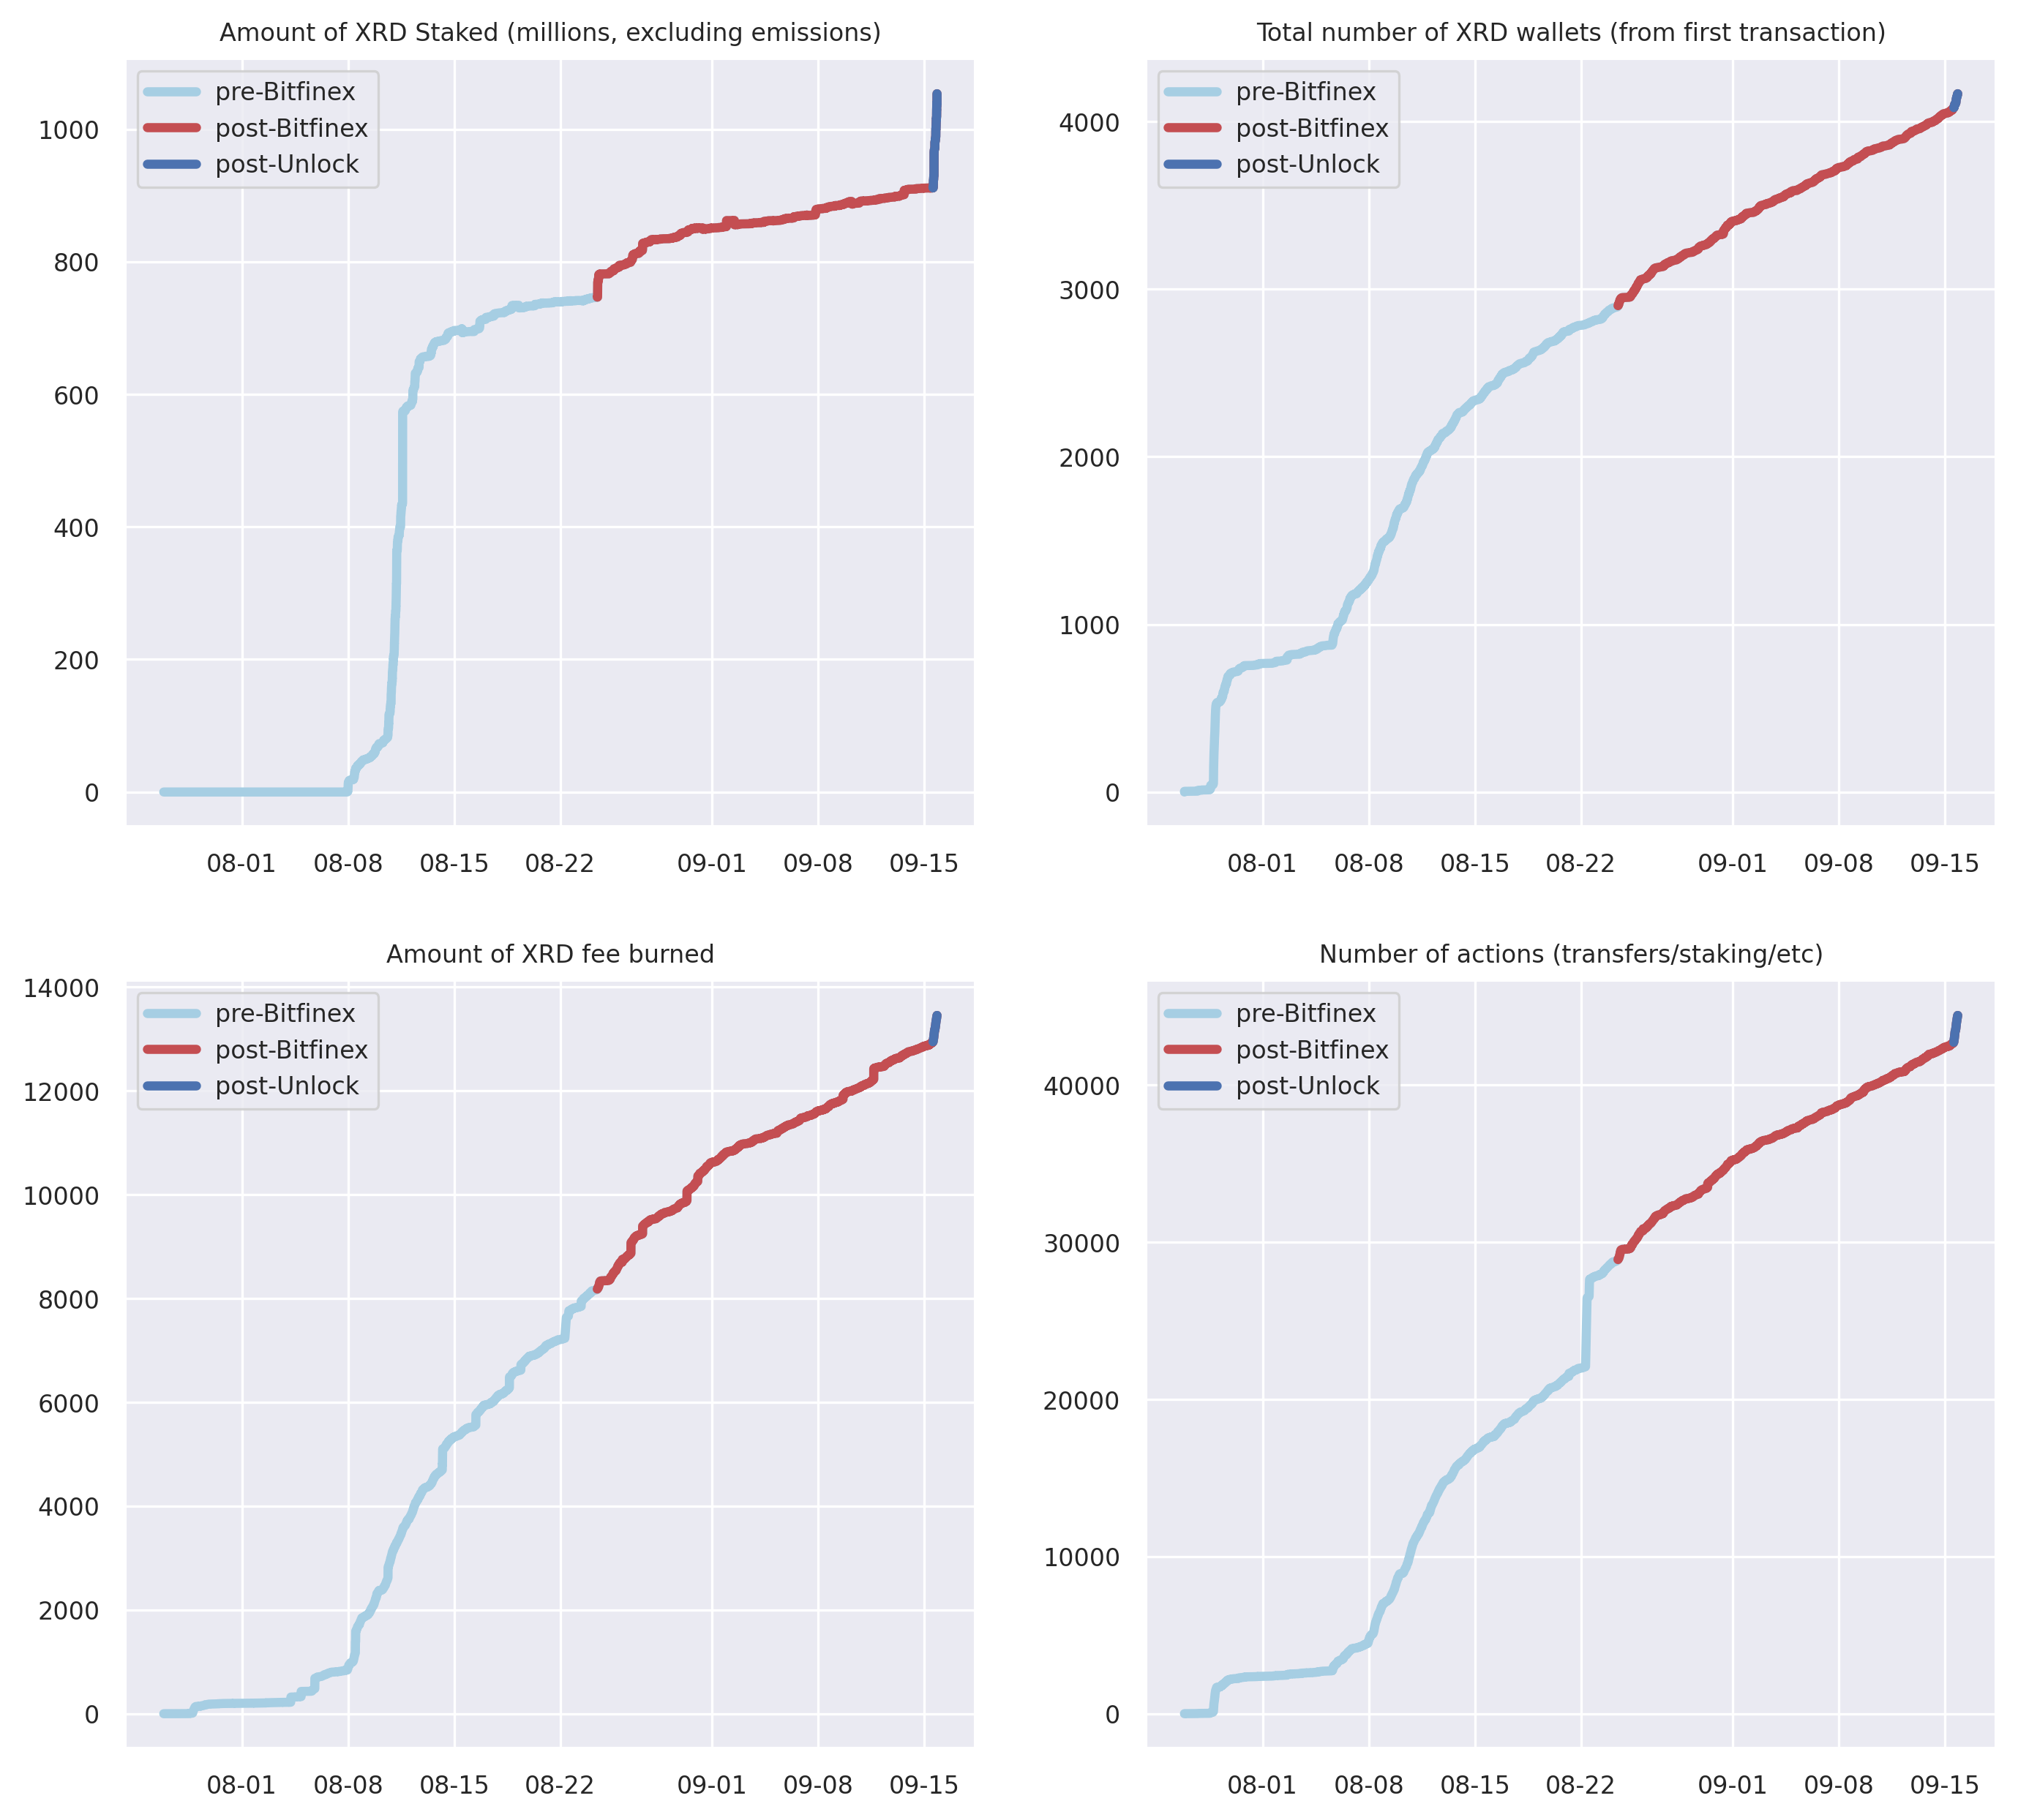 Amount of XRD Staked (millions, excluding emissions)
pre-Bitfinex
post-Bitfinex
post-Unlock
1000
800
600
400
200
0
08-01 08-08 08-15 08-22 09-01 09-08 09-15
Total number of XRD wallets (from first transaction)
pre-Bitfinex
post-Bitfinex
post-Unlock
4000
3000
2000
1000
0
08-01 08-08 08-15 08-22 09-01 09-08 09-15
Amount of XRD fee burned
pre-Bitfinex
post-Bitfinex
post-Unlock
14000
12000
10000
8000
6000
4000
2000
0
08-01 08-08 08-15 08-22 09-01 09-08 09-15
Number of actions (transfers/staking/etc)
pre-Bitfinex
post-Bitfinex
post-Unlock
40000
30000
20000
10000
0
08-01 08-08 08-15 08-22 09-01 09-08 09-15